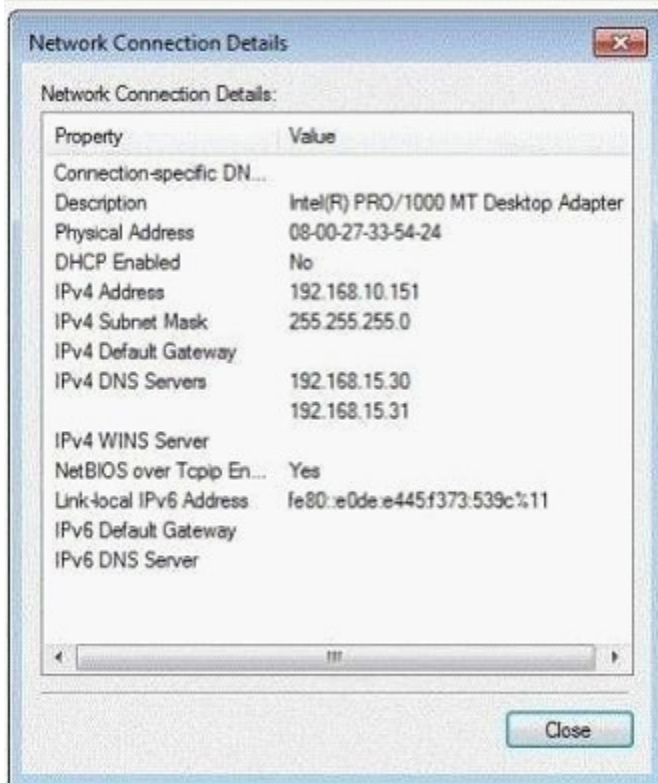 Network Connection Details
Network Connection Details:
Property Value
Connection-specific DN...
Description Intel(R) PRO/1000 MT Desktop Adapter
Physical Address 08-00-27-33-54-24
DHCP Enabled No
IPv4 Address 192.168.10.151
IPv4 Subnet Mask 255.255.255.0
IPv4 Default Gateway
IPv4 DNS Servers 192.168.15.30
192.168.15.31
IPv4 WINS Server
NetBIOS over Tcpip En... Yes
Link-local IPv6 Address fe80::e0de:e445:f373:539c%11
IPv6 Default Gateway
IPv6 DNS Server
Close